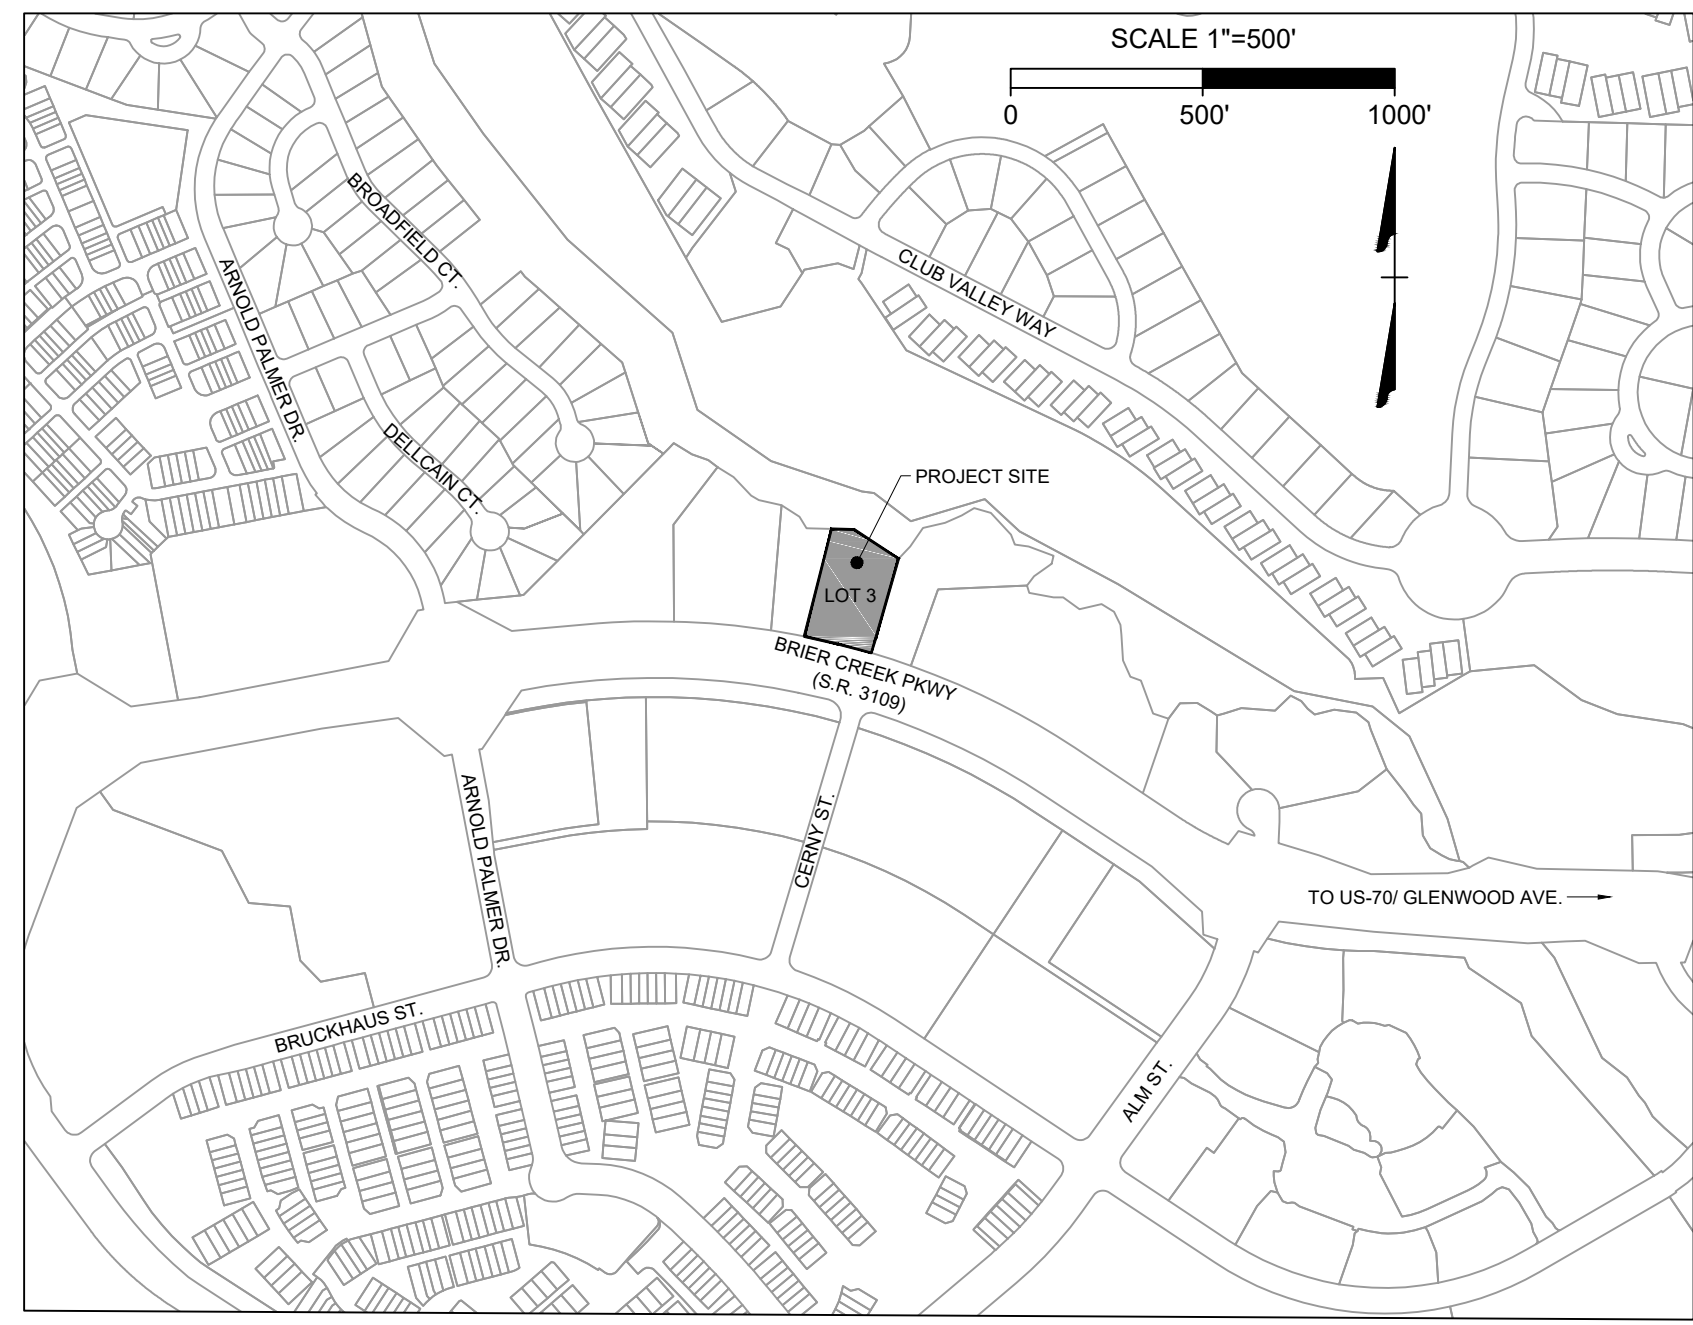 SCALE 1"=500'
0 500' 1000'
BROADFIELD CT.
ARNOLD PALMER DR.
CLUB VALLEY WAY
DELLCAIN CT.
PROJECT SITE
LOT 3
BRIER CREEK PKWY
(S.R. 3109)
ARNOLD PALMER DR.
CERNY ST.
TO US-70/ GLENWOOD AVE.
BRUCKHAUS ST.
ALM ST.